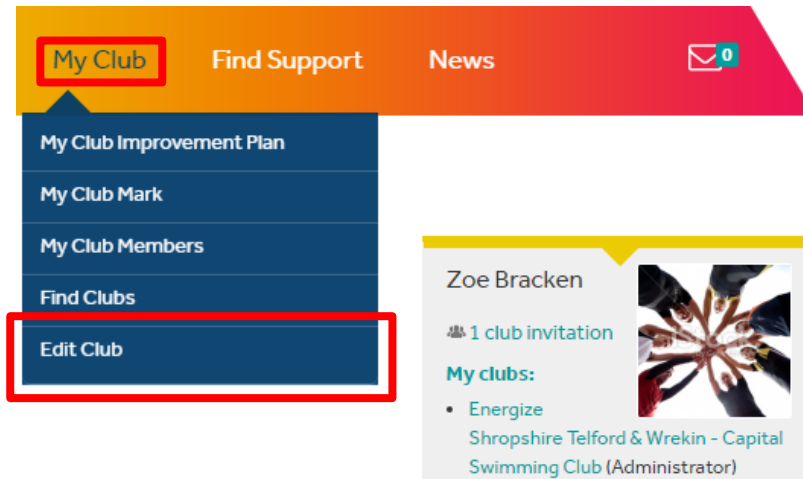 My Club Find Support News 0
My Club Improvement Plan
My Club Mark
My Club Members
Find Clubs
Edit Club
Zoe Bracken
1 club invitation
My clubs:
• Energize
Shropshire Telford & Wrekin - Capital
Swimming Club (Administrator)